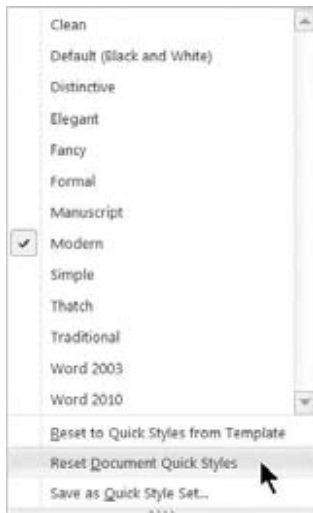 Clean
Default (Black and White)
Distinctive
Elegant
Fancy
Formal
Manuscript
Modern
Simple
Thatch
Traditional
Word 2003
Word 2010
Reset to Quick Styles from Template
Reset Document Quick Styles
Save as Quick Style Set...